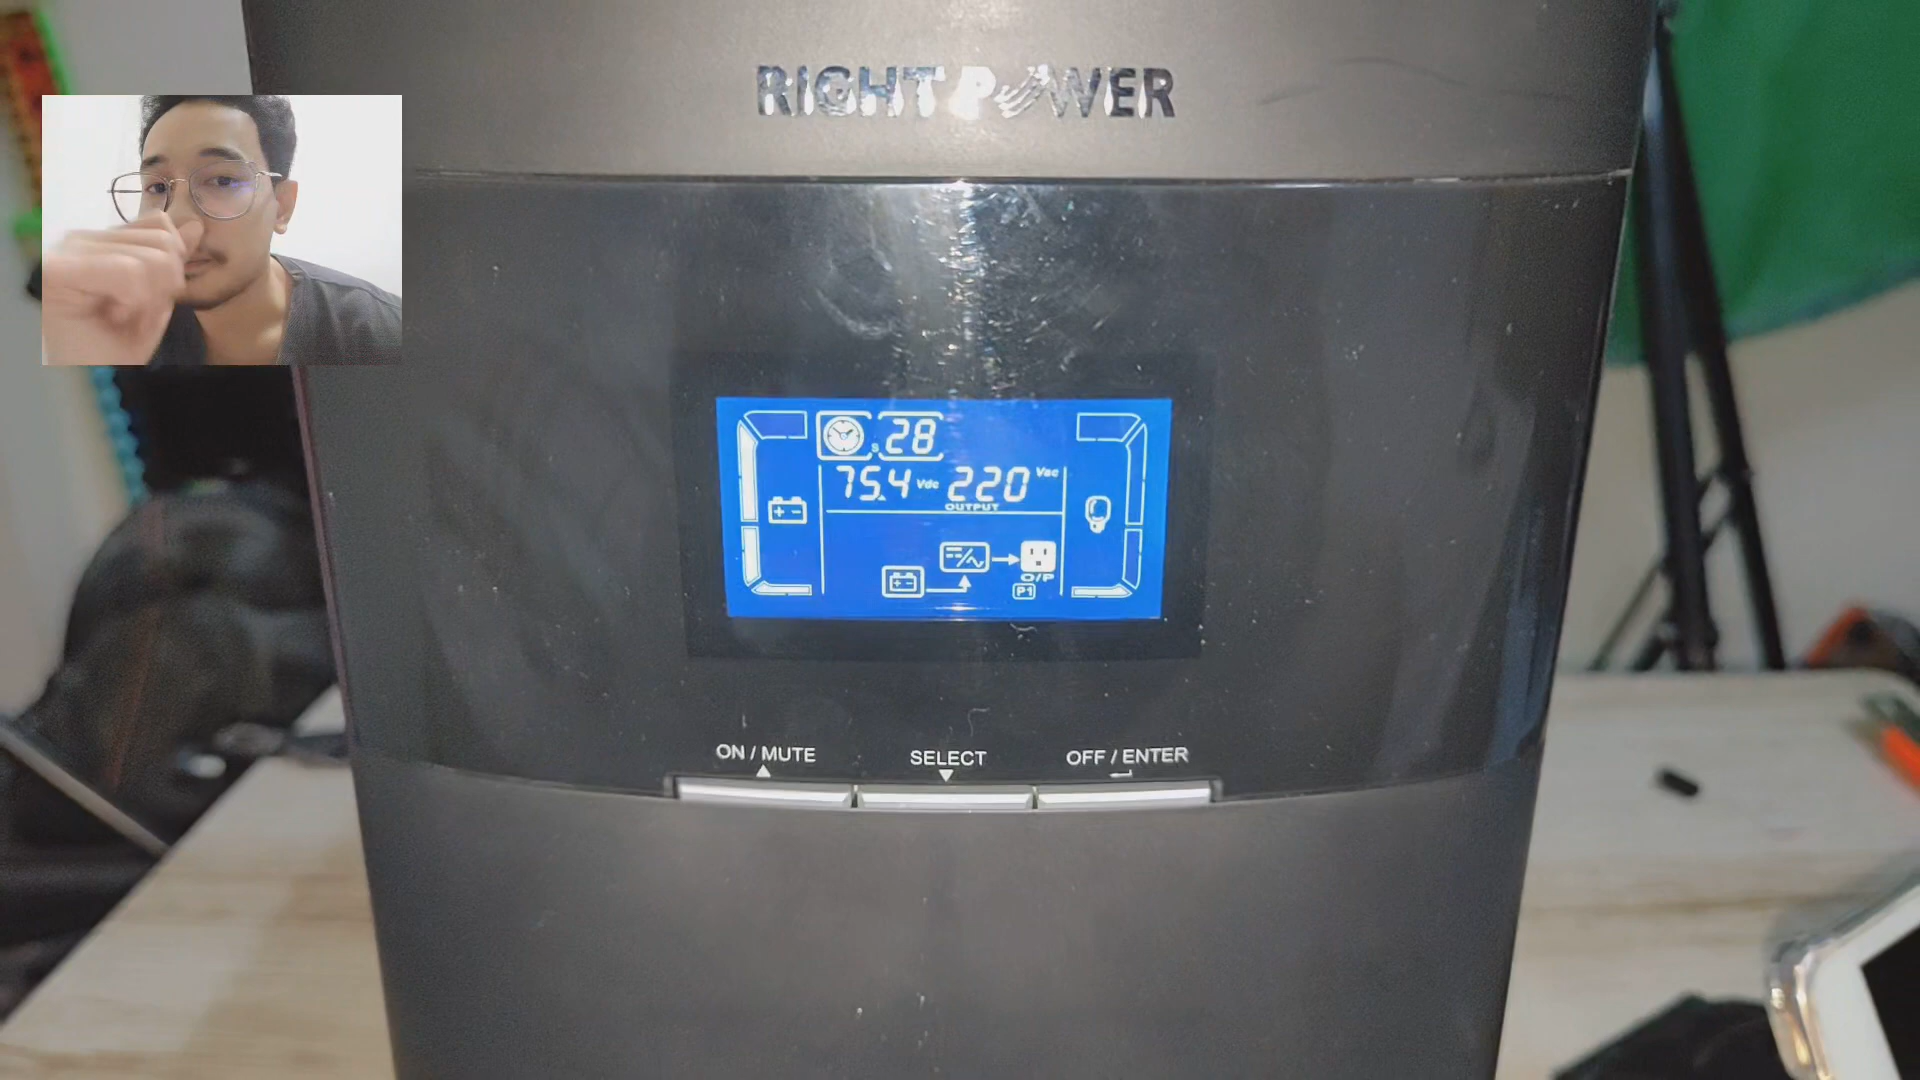 RIGHT POWER
S 28
75.4 Vdc 220 Vac
OUTPUT
O/P
P1
ON / MUTE SELECT OFF / ENTER